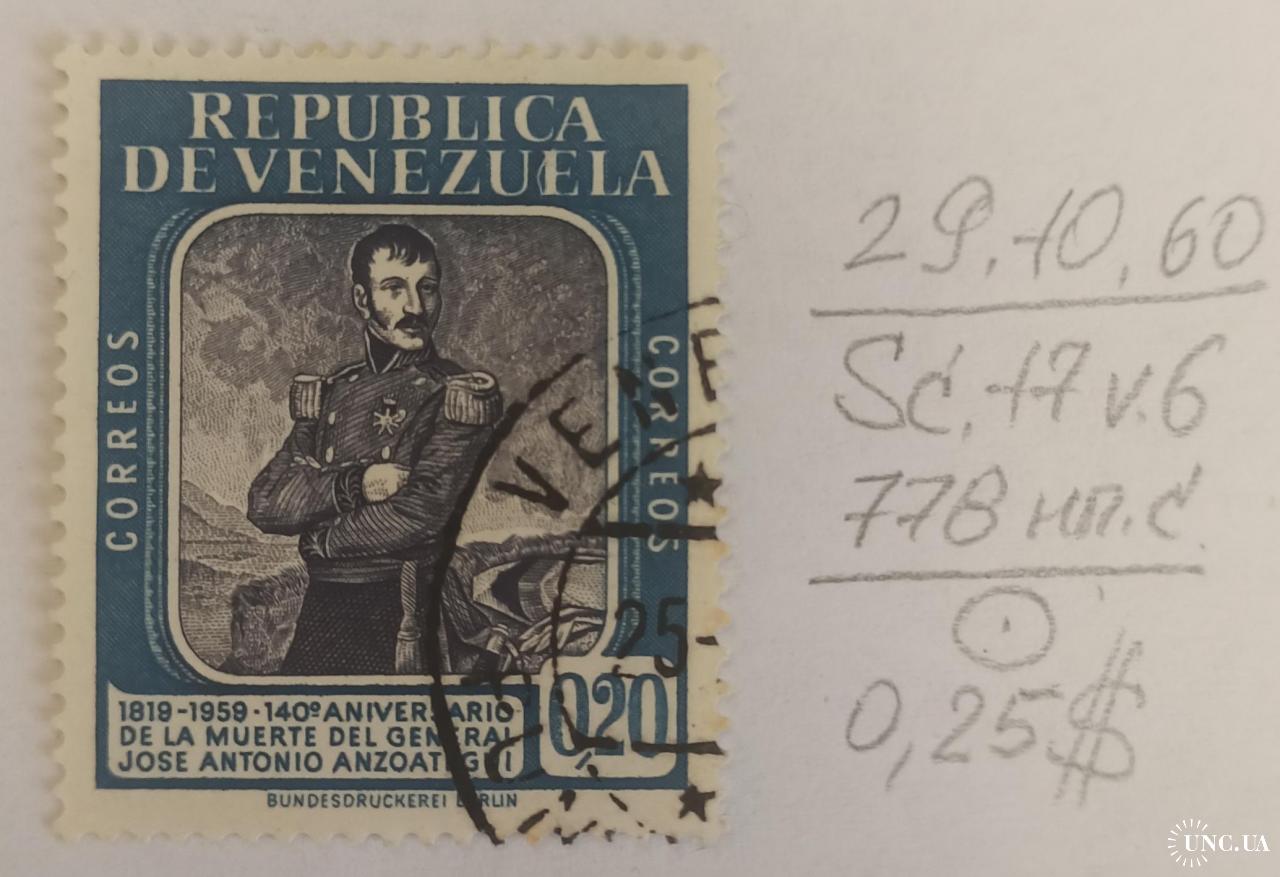 REPUBLICA
DE VENEZUELA
CORREOS
CORREOS
VENE
25-
1819-1959·140º ANIVERSARIO
DE LA MUERTE DEL GENERAL
JOSE ANTONIO ANZOATEGUI
0,20
BUNDESDRUCKEREI BERLIN
29.10.60
Sc. 17 v.6
778 нп.с
0,25$
UNC.UA